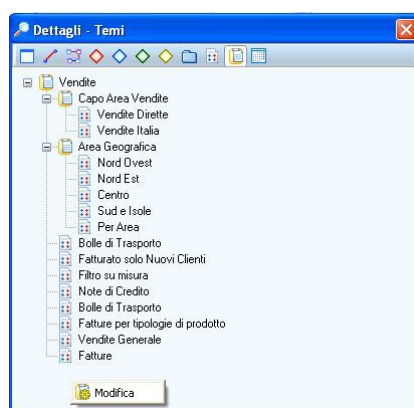 Dettagli - Temi
Vendite
Capo Area Vendite
Vendite Dirette
Vendite Italia
Area Geografica
Nord Ovest
Nord Est
Centro
Sud e Isole
Per Area
Bolle di Trasporto
Fatturato solo Nuovi Clienti
Filtro su misura
Note di Credito
Bolle di Trasporto
Fatture per tipologie di prodotto
Vendite Generale
Fatture
Modifica